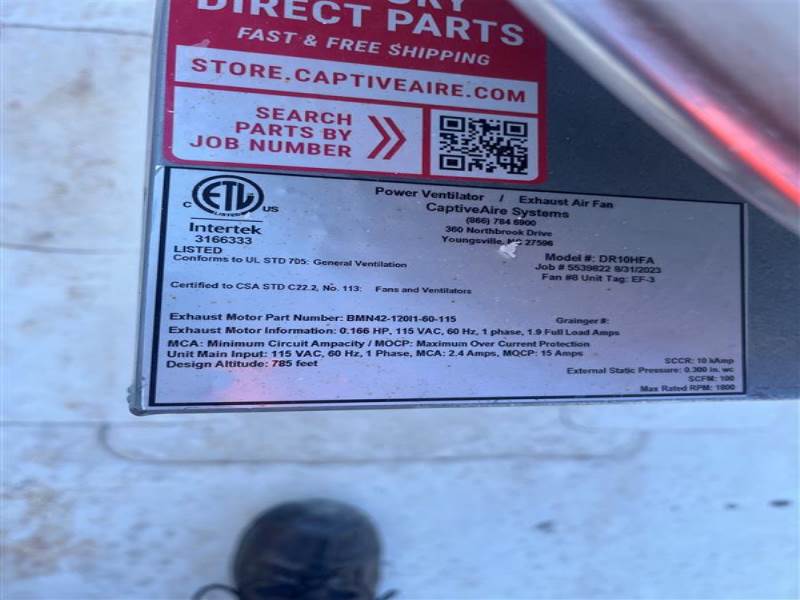 DIRECT PARTS
FAST & FREE SHIPPING
STORE.CAPTIVEAIRE.COM
SEARCH
PARTS BY
JOB NUMBER
C ETL US
LISTED
Intertek
3166333
LISTED
Conforms to UL STD 705: General Ventilation
Certified to CSA STD C22.2, No. 113: Fans and Ventilators
Power Ventilator / Exhaust Air Fan
CaptiveAire Systems
(866) 784 6900
360 Northbrook Drive
Youngsville, NC 27596
Model #: DR10HFA
Job # 5539822 8/31/2023
Fan #8 Unit Tag: EF-3
Exhaust Motor Part Number: BMN42-120I1-60-115 Grainger #:
Exhaust Motor Information: 0.166 HP, 115 VAC, 60 Hz, 1 phase, 1.9 Full Load Amps
MCA: Minimum Circuit Ampacity / MOCP: Maximum Over Current Protection
Unit Main Input: 115 VAC, 60 Hz, 1 Phase, MCA: 2.4 Amps, MOCP: 15 Amps
Design Altitude: 785 feet
SCCR: 10 kAmp
External Static Pressure: 0.300 in. wc
SCFM: 100
Max Rated RPM: 1800